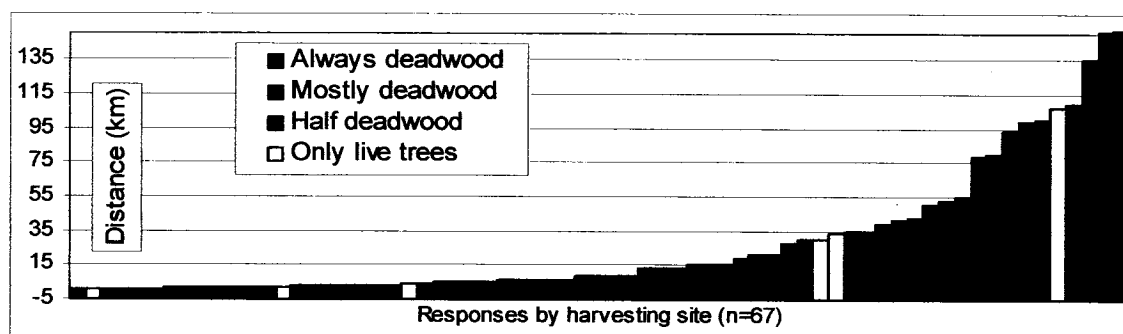 135
115
95
75
55
35
15
-5
Distance (km)
Always deadwood
Mostly deadwood
Half deadwood
Only live trees
Responses by harvesting site (n=67)